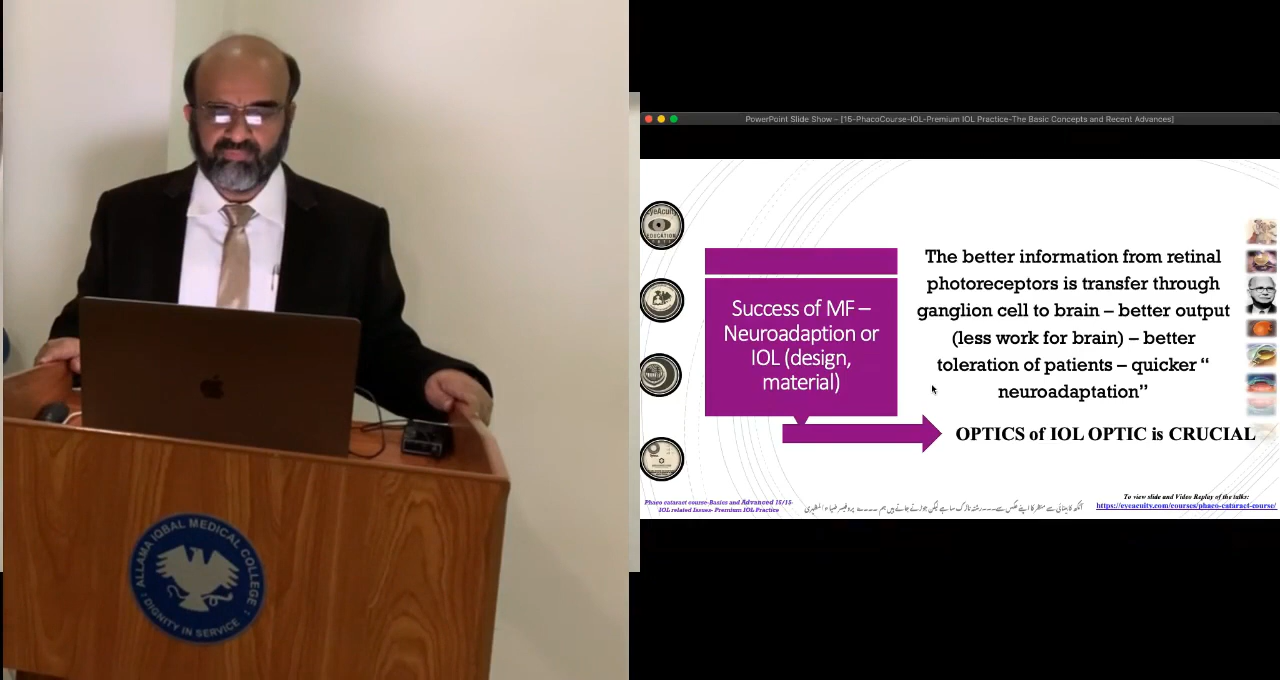 ALLAMA IQBAL MEDICAL COLLEGE
: DIGNITY IN SERVICE :
PowerPoint Slide Show – [15-PhacoCourse-IOL-Premium IOL Practice-The Basic Concepts and Recent Advances]
EyeAcuity
EDUCATION
Success of MF –
Neuroadaption or
IOL (design,
material)
The better information from retinal
photoreceptors is transfer through
ganglion cell to brain – better output
(less work for brain) – better
toleration of patients – quicker “
neuroadaptation”
OPTICS of IOL OPTIC is CRUCIAL
Phaco cataract course-Basics and Advanced 15/15-
IOL related Issues- Premium IOL Practice
To view slide and Video Replay of the talks:
https://eyeacuity.com/courses/phaco-cataract-course/